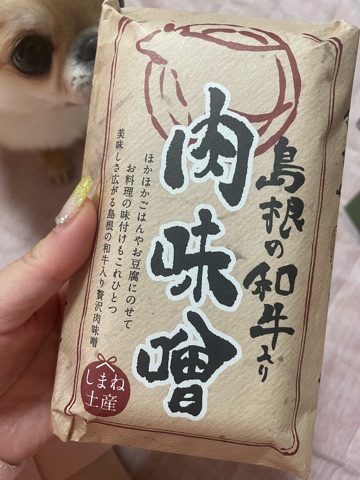 島根の和牛入り
肉味噌
ほかほかごはんやお豆腐にのせて
お料理の味付けもこれひとつ
美味しさ広がる島根の和牛入り贅沢肉味噌
しまね
土産